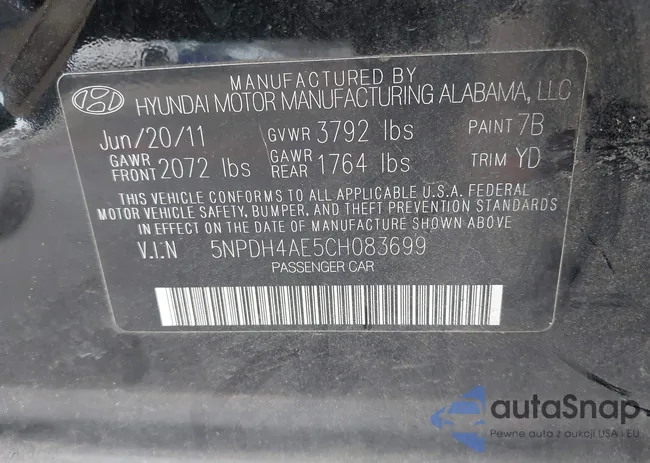 MANUFACTURED BY
HYUNDAI MOTOR MANUFACTURING ALABAMA, LLC
Jun/20/11 GVWR 3792 lbs PAINT 7B
GAWR FRONT 2072 lbs GAWR REAR 1764 lbs TRIM YD
THIS VEHICLE CONFORMS TO ALL APPLICABLE U.S.A. FEDERAL
MOTOR VEHICLE SAFETY, BUMPER, AND THEFT PREVENTION STANDARDS
IN EFFECT ON THE DATE OF MANUFACTURE SHOWN ABOVE
V.I.N 5NPDH4AE5CH083699
PASSENGER CAR
autoSnap
Pewne auta z aukcji USA i EU